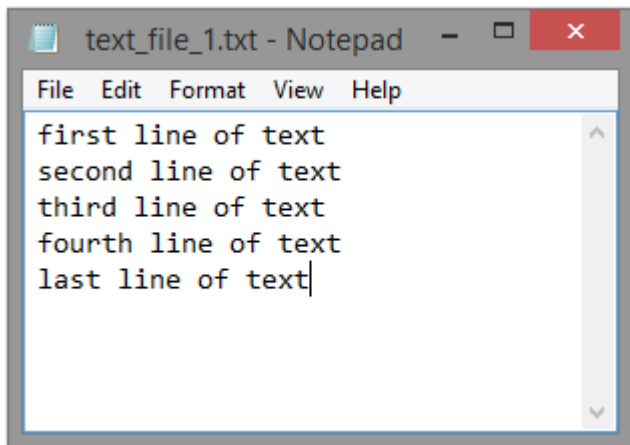 text_file_1.txt - Notepad
File Edit Format View Help
first line of text
second line of text
third line of text
fourth line of text
last line of text